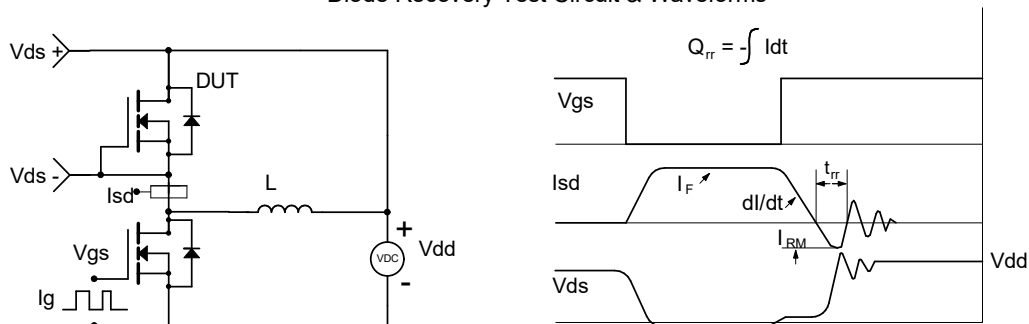 Diode Recovery Test Circuit & Waveforms
Vds +
DUT
Vds -
Isd
L
Vgs
Ig
+
VDC
-
Vdd
Qrr = -∫ Idt
Vgs
Isd
IF
dI/dt
trr
IRM
Vds
Vdd